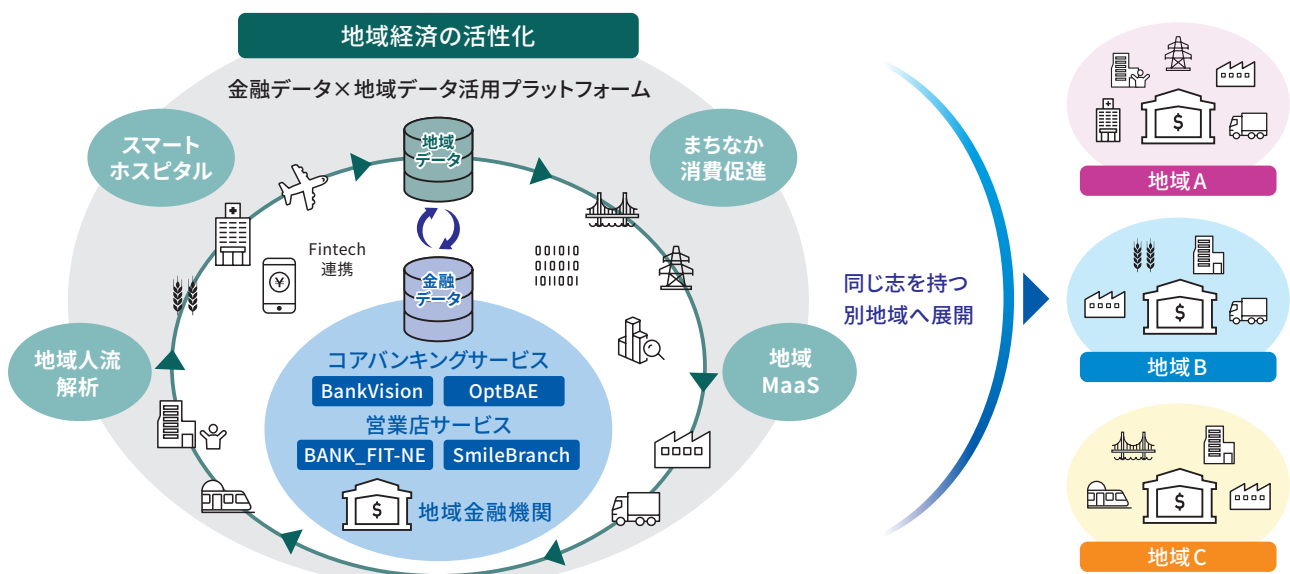 地域経済の活性化
金融データ×地域データ活用プラットフォーム
スマート
ホスピタル
地域
データ
まちなか
消費促進
Fintech
連携
001010
010010
1011001
金融
データ
地域人流
解析
地域
MaaS
コアバンキングサービス
BankVision
OptBAE
営業店サービス
BANK_FIT-NE
SmileBranch
$
地域金融機関
同じ志を持つ
別地域へ展開
$
地域A
$
地域B
$
地域C
¥